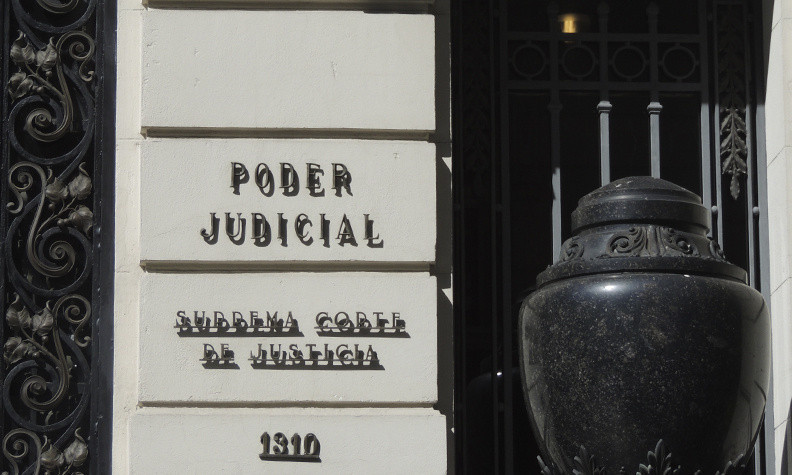 PODER
JUDICIAL
SUPREMA CORTE
DE JUSTICIA
1310